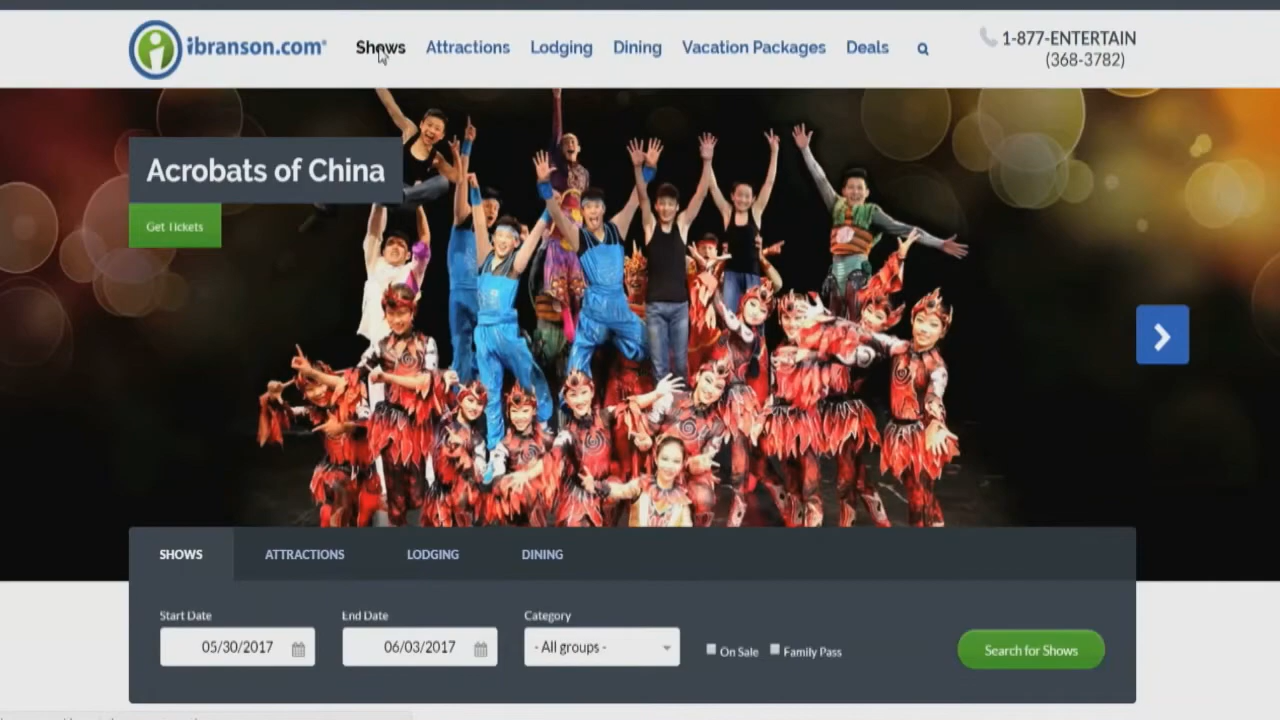 ibranson.com®
Shows Attractions Lodging Dining Vacation Packages Deals
1-877-ENTERTAIN
(368-3782)
Acrobats of China
Get Tickets
SHOWS ATTRACTIONS LODGING DINING
Start Date End Date Category
05/30/2017 06/03/2017 - All groups - On Sale Family Pass Search for Shows